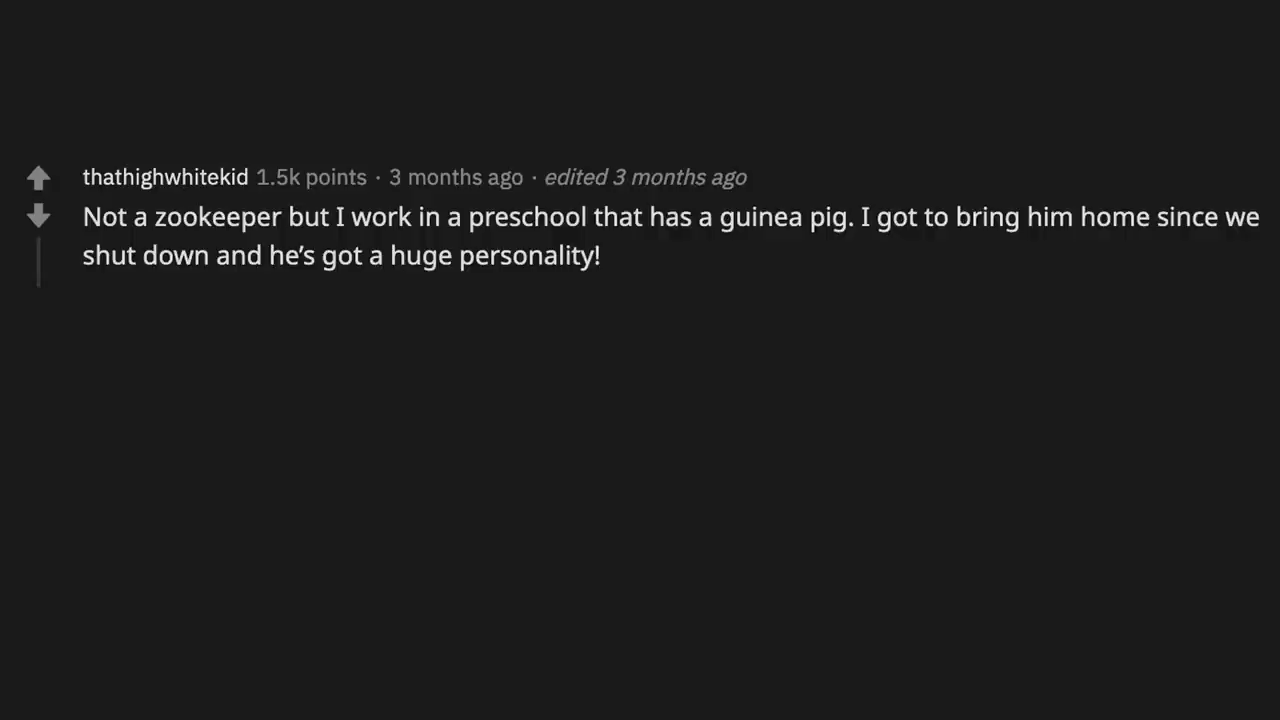 thathighwhitekid 1.5k points · 3 months ago · edited 3 months ago
Not a zookeeper but I work in a preschool that has a guinea pig. I got to bring him home since we
shut down and he’s got a huge personality!